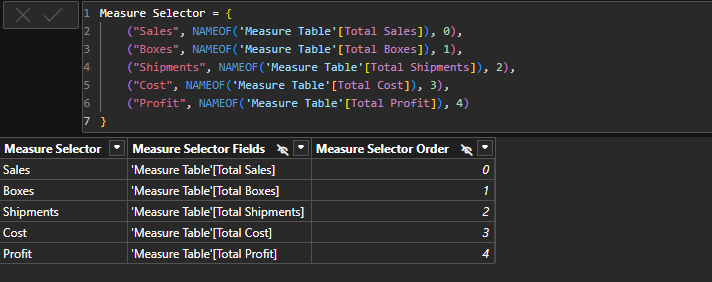 1 Measure Selector = {
2 ("Sales", NAMEOF('Measure Table'[Total Sales]), 0),
3 ("Boxes", NAMEOF('Measure Table'[Total Boxes]), 1),
4 ("Shipments", NAMEOF('Measure Table'[Total Shipments]), 2),
5 ("Cost", NAMEOF('Measure Table'[Total Cost]), 3),
6 ("Profit", NAMEOF('Measure Table'[Total Profit]), 4)
7 }
Measure Selector Measure Selector Fields Measure Selector Order
Sales 'Measure Table'[Total Sales] 0
Boxes 'Measure Table'[Total Boxes] 1
Shipments 'Measure Table'[Total Shipments] 2
Cost 'Measure Table'[Total Cost] 3
Profit 'Measure Table'[Total Profit] 4